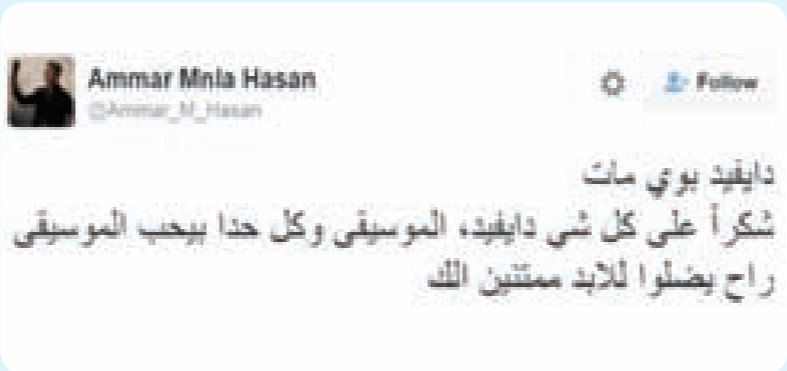 Ammar Mnla Hasan
Follow
@Ammar_M_Hasan
دايفيد بوي مات
شكراً على كل شي دايفيد، الموسيقى وكل حدا بيحب الموسيقى
راح يضلوا للابد ممتنين الك